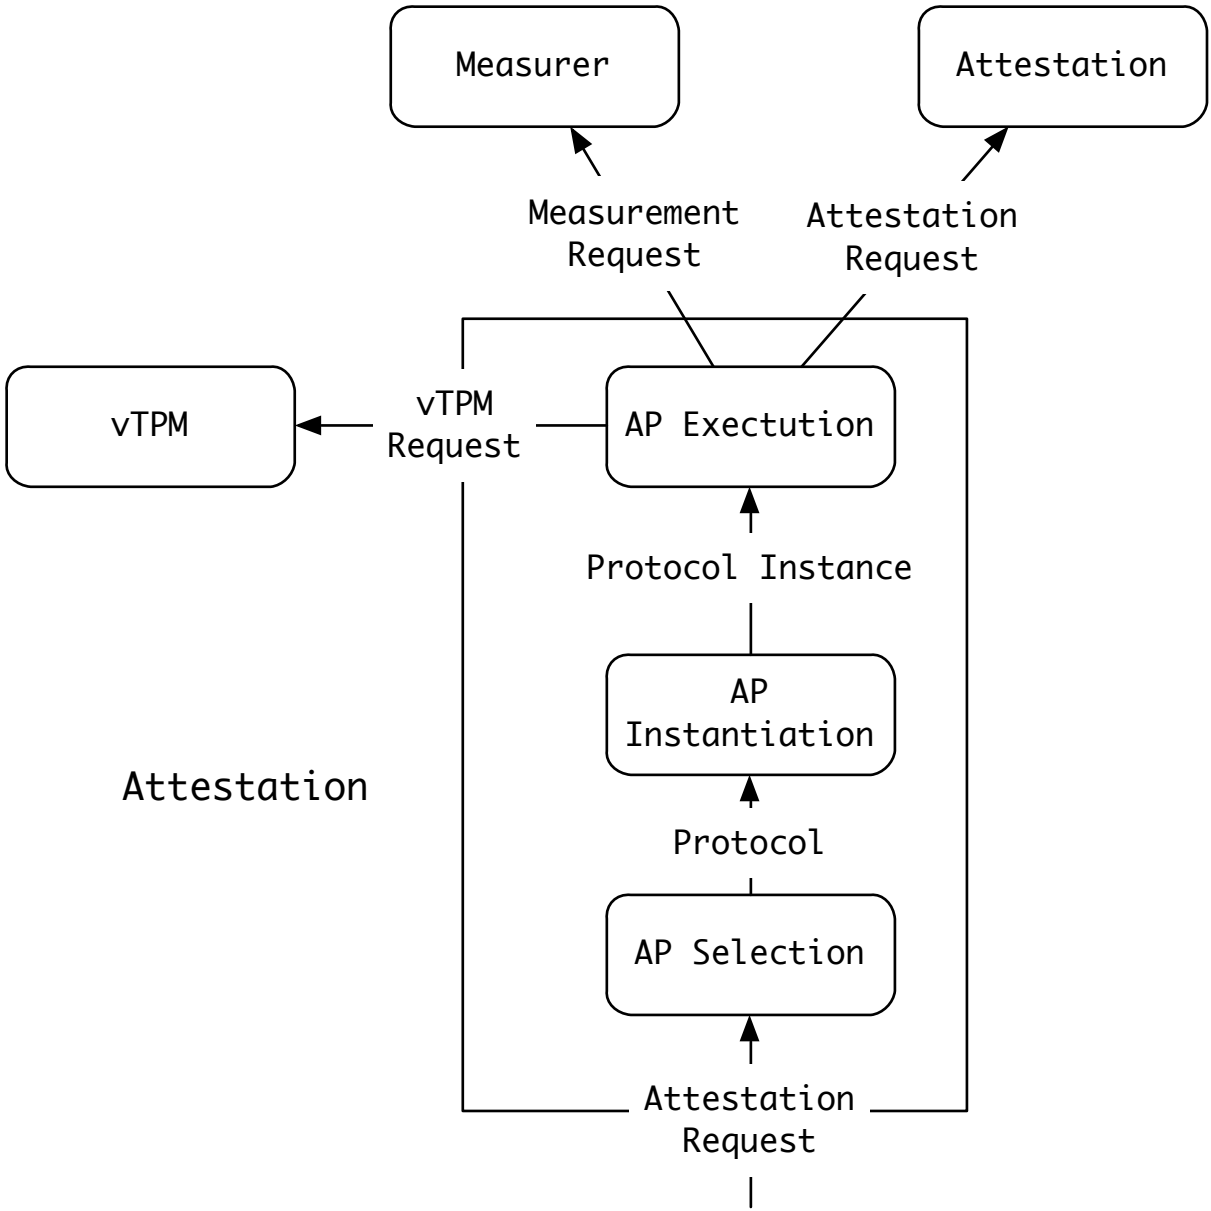 Measurer
Attestation
Measurement
Request
Attestation
Request
vTPM
vTPM
Request
AP Exectution
Protocol Instance
AP
Instantiation
Attestation
Protocol
AP Selection
Attestation
Request